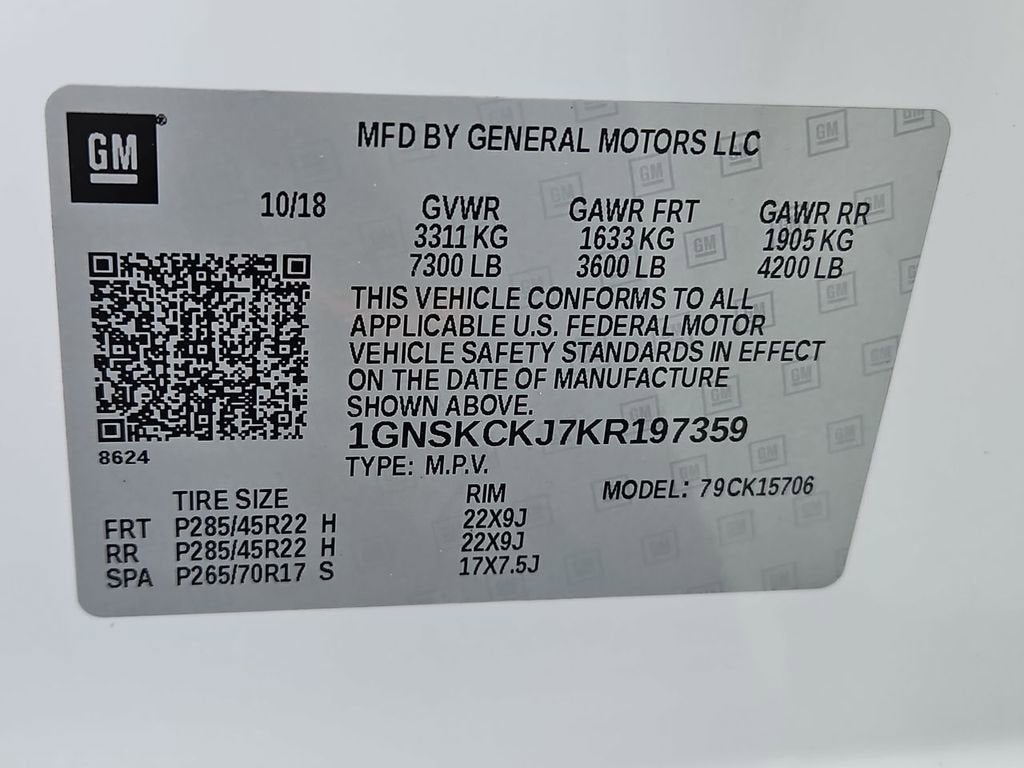 GM®
MFD BY GENERAL MOTORS LLC
10/18 GVWR GAWR FRT GAWR RR
3311 KG 1633 KG 1905 KG
7300 LB 3600 LB 4200 LB
THIS VEHICLE CONFORMS TO ALL
APPLICABLE U.S. FEDERAL MOTOR
VEHICLE SAFETY STANDARDS IN EFFECT
ON THE DATE OF MANUFACTURE
SHOWN ABOVE.
1GNSKCKJ7KR197359
8624
TYPE: M.P.V.
TIRE SIZE RIM MODEL: 79CK15706
FRT P285/45R22 H 22X9J
RR P285/45R22 H 22X9J
SPA P265/70R17 S 17X7.5J